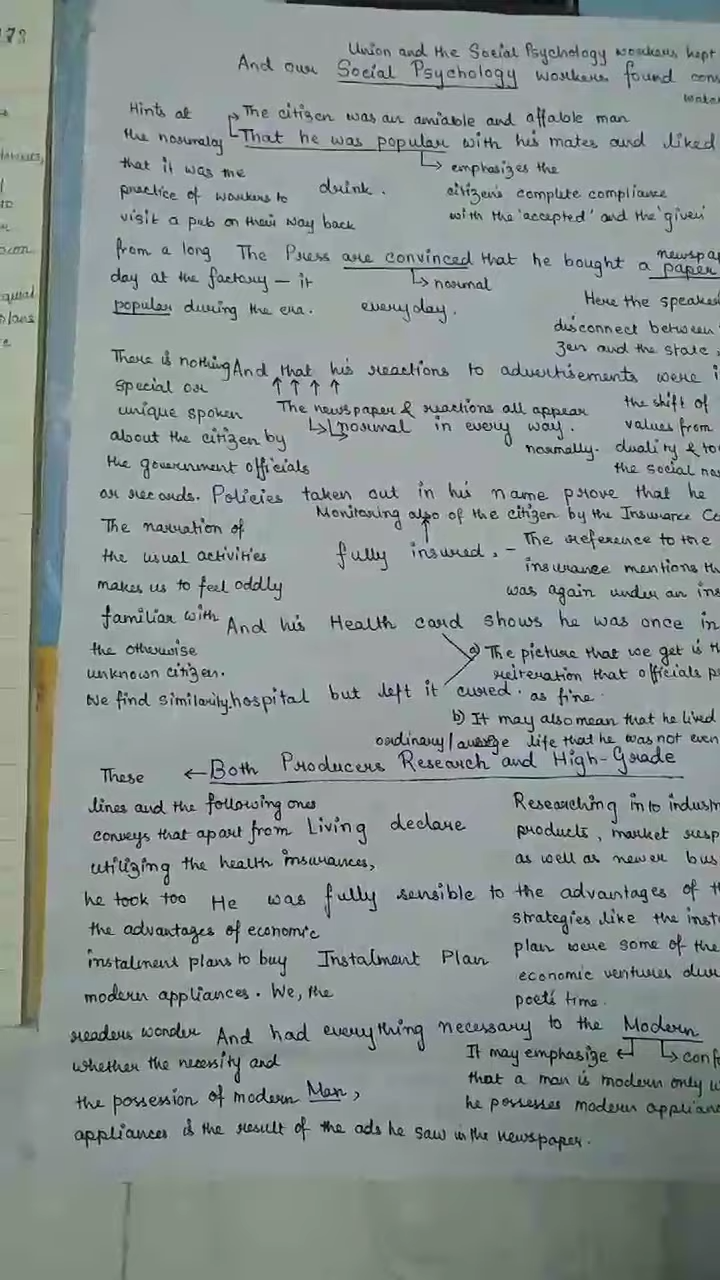 173
Union and the Social Psychology workers kept
And our Social Psychology workers found
Hints at The citizen was an amiable and affable man
the normalcy That he was popular with his mates and liked
that it was the emphasizes the
practice of workers to drink. citizen's complete compliance
visit a pub on their way back with the 'accepted' and the 'given'
from a long The Press are convinced that he bought a paper
day at the factory – it normal
popular during the era. everyday. Here the speaker
disconnect between
zen and the state,
There is nothing And that his reactions to advertisements were
special or
unique spoken The newspaper & reactions all appear the shift of
about the citizen by normal in every way. values from
normally. duality & to
the government officials the social
or records. Policies taken out in his name prove that he
Monitoring also of the citizen by the Insurance
The narration of
the usual activities fully insured. – The reference to the
insurance mentions
makes us to feel oddly was again under an
familiar with And his Health card shows he was once in
the otherwise a) The picture that we get is
unknown citizen. reiteration that officials
We find similarity. hospital but left it cured. as fine.
b) It may also mean that he lived
ordinary/average life that he was not even
These ← Both Producers Research and High-Grade
lines and the following ones Researching into
conveys that apart from Living declare products, market
utilizing the health insurances, as well as newer
he took too He was fully sensible to the advantages of
the advantages of economic strategies like the
instalment plans to buy Instalment Plan plan were some of the
modern appliances. We, the economic ventures
poet's time.
readers wonder And had everything necessary to the Modern
whether the necessity and It may emphasize
the possession of modern Man, that a man is modern only
he possesses modern
appliances is the result of the ads he saw in the newspaper.